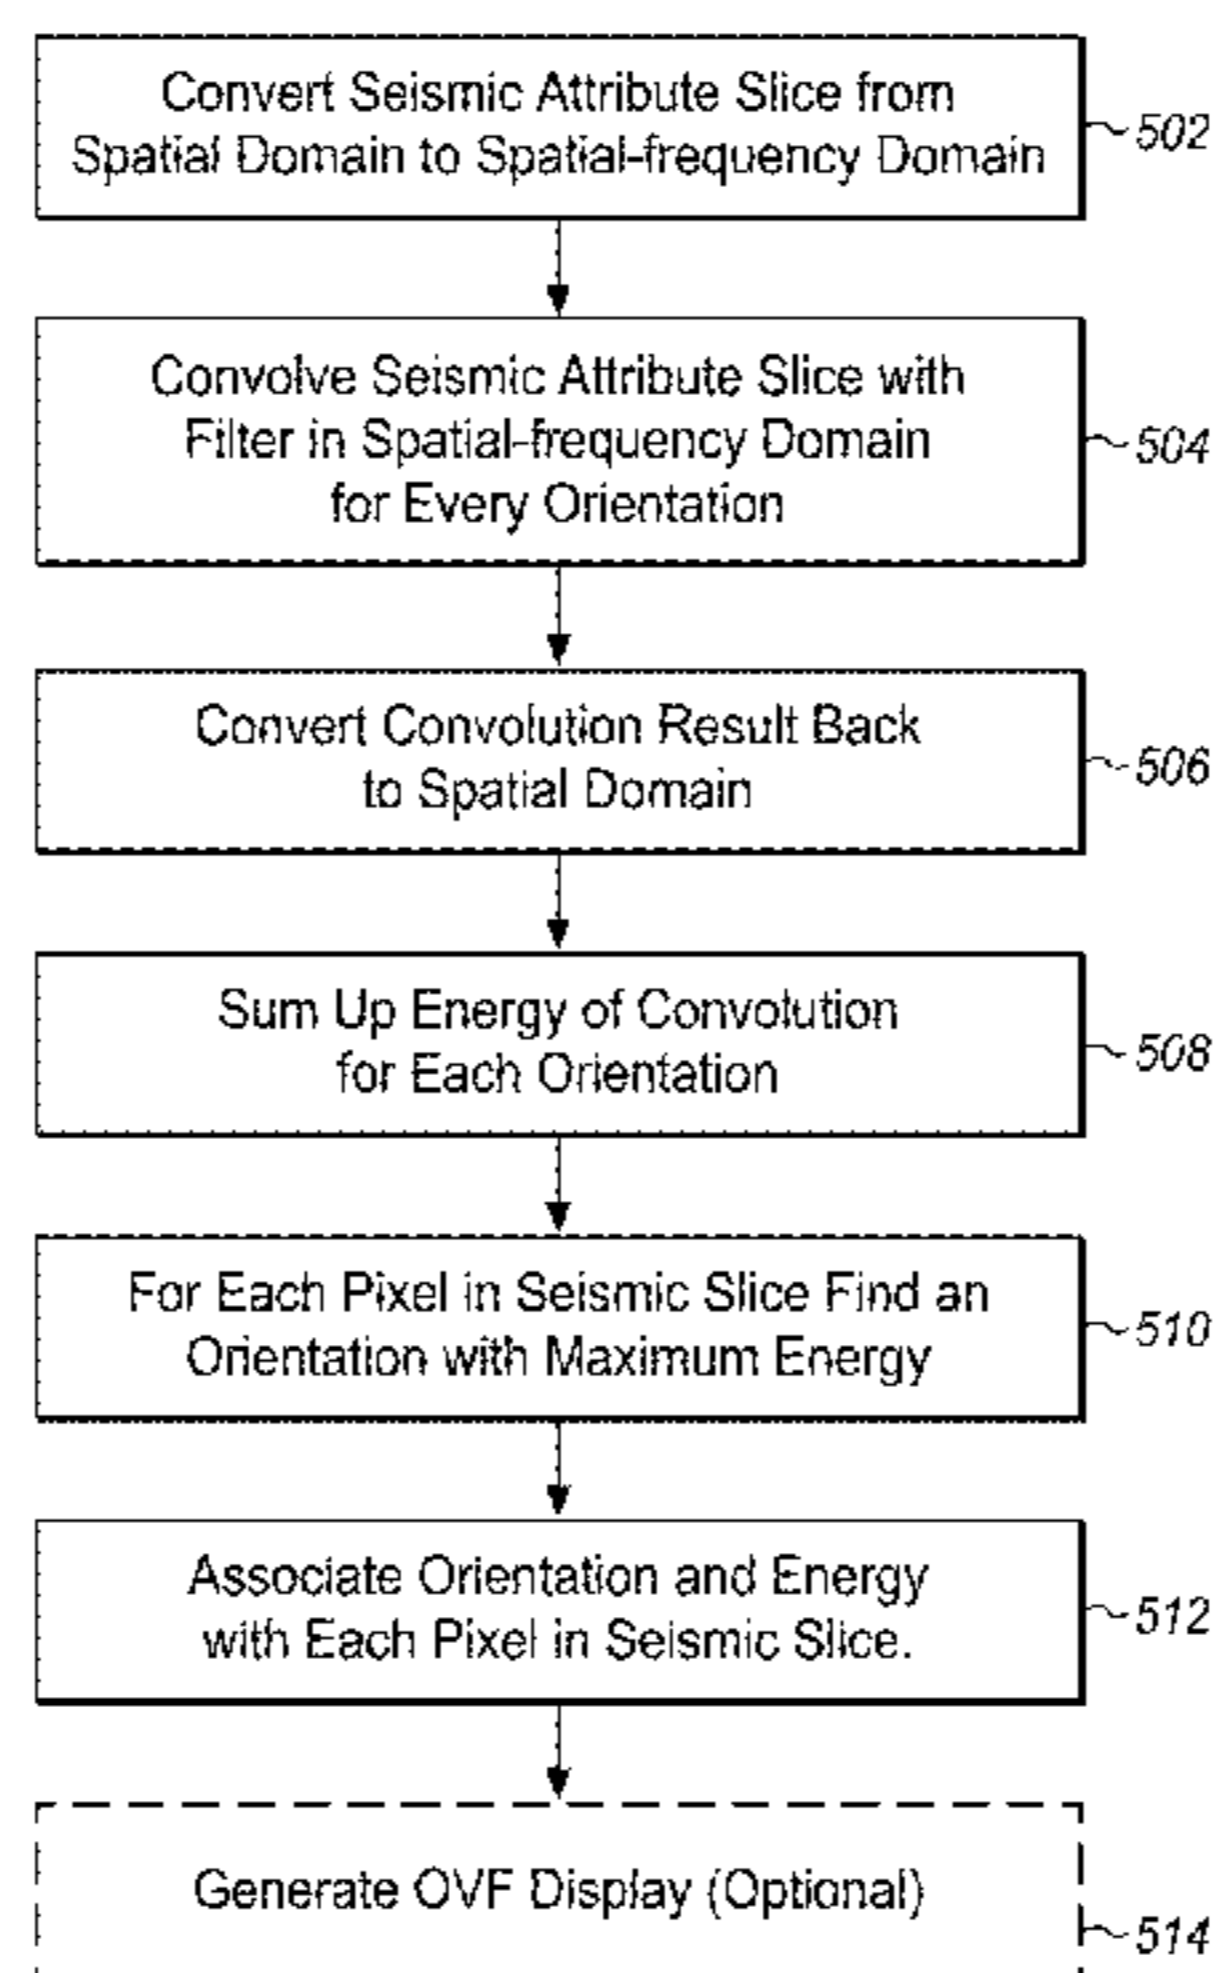 Convert Seismic Attribute Slice from
Spatial Domain to Spatial-frequency Domain
502
Convolve Seismic Attribute Slice with
Filter in Spatial-frequency Domain
for Every Orientation
504
Convert Convolution Result Back
to Spatial Domain
506
Sum Up Energy of Convolution
for Each Orientation
508
For Each Pixel in Seismic Slice Find an
Orientation with Maximum Energy
510
Associate Orientation and Energy
with Each Pixel in Seismic Slice.
512
Generate OVF Display (Optional)
514